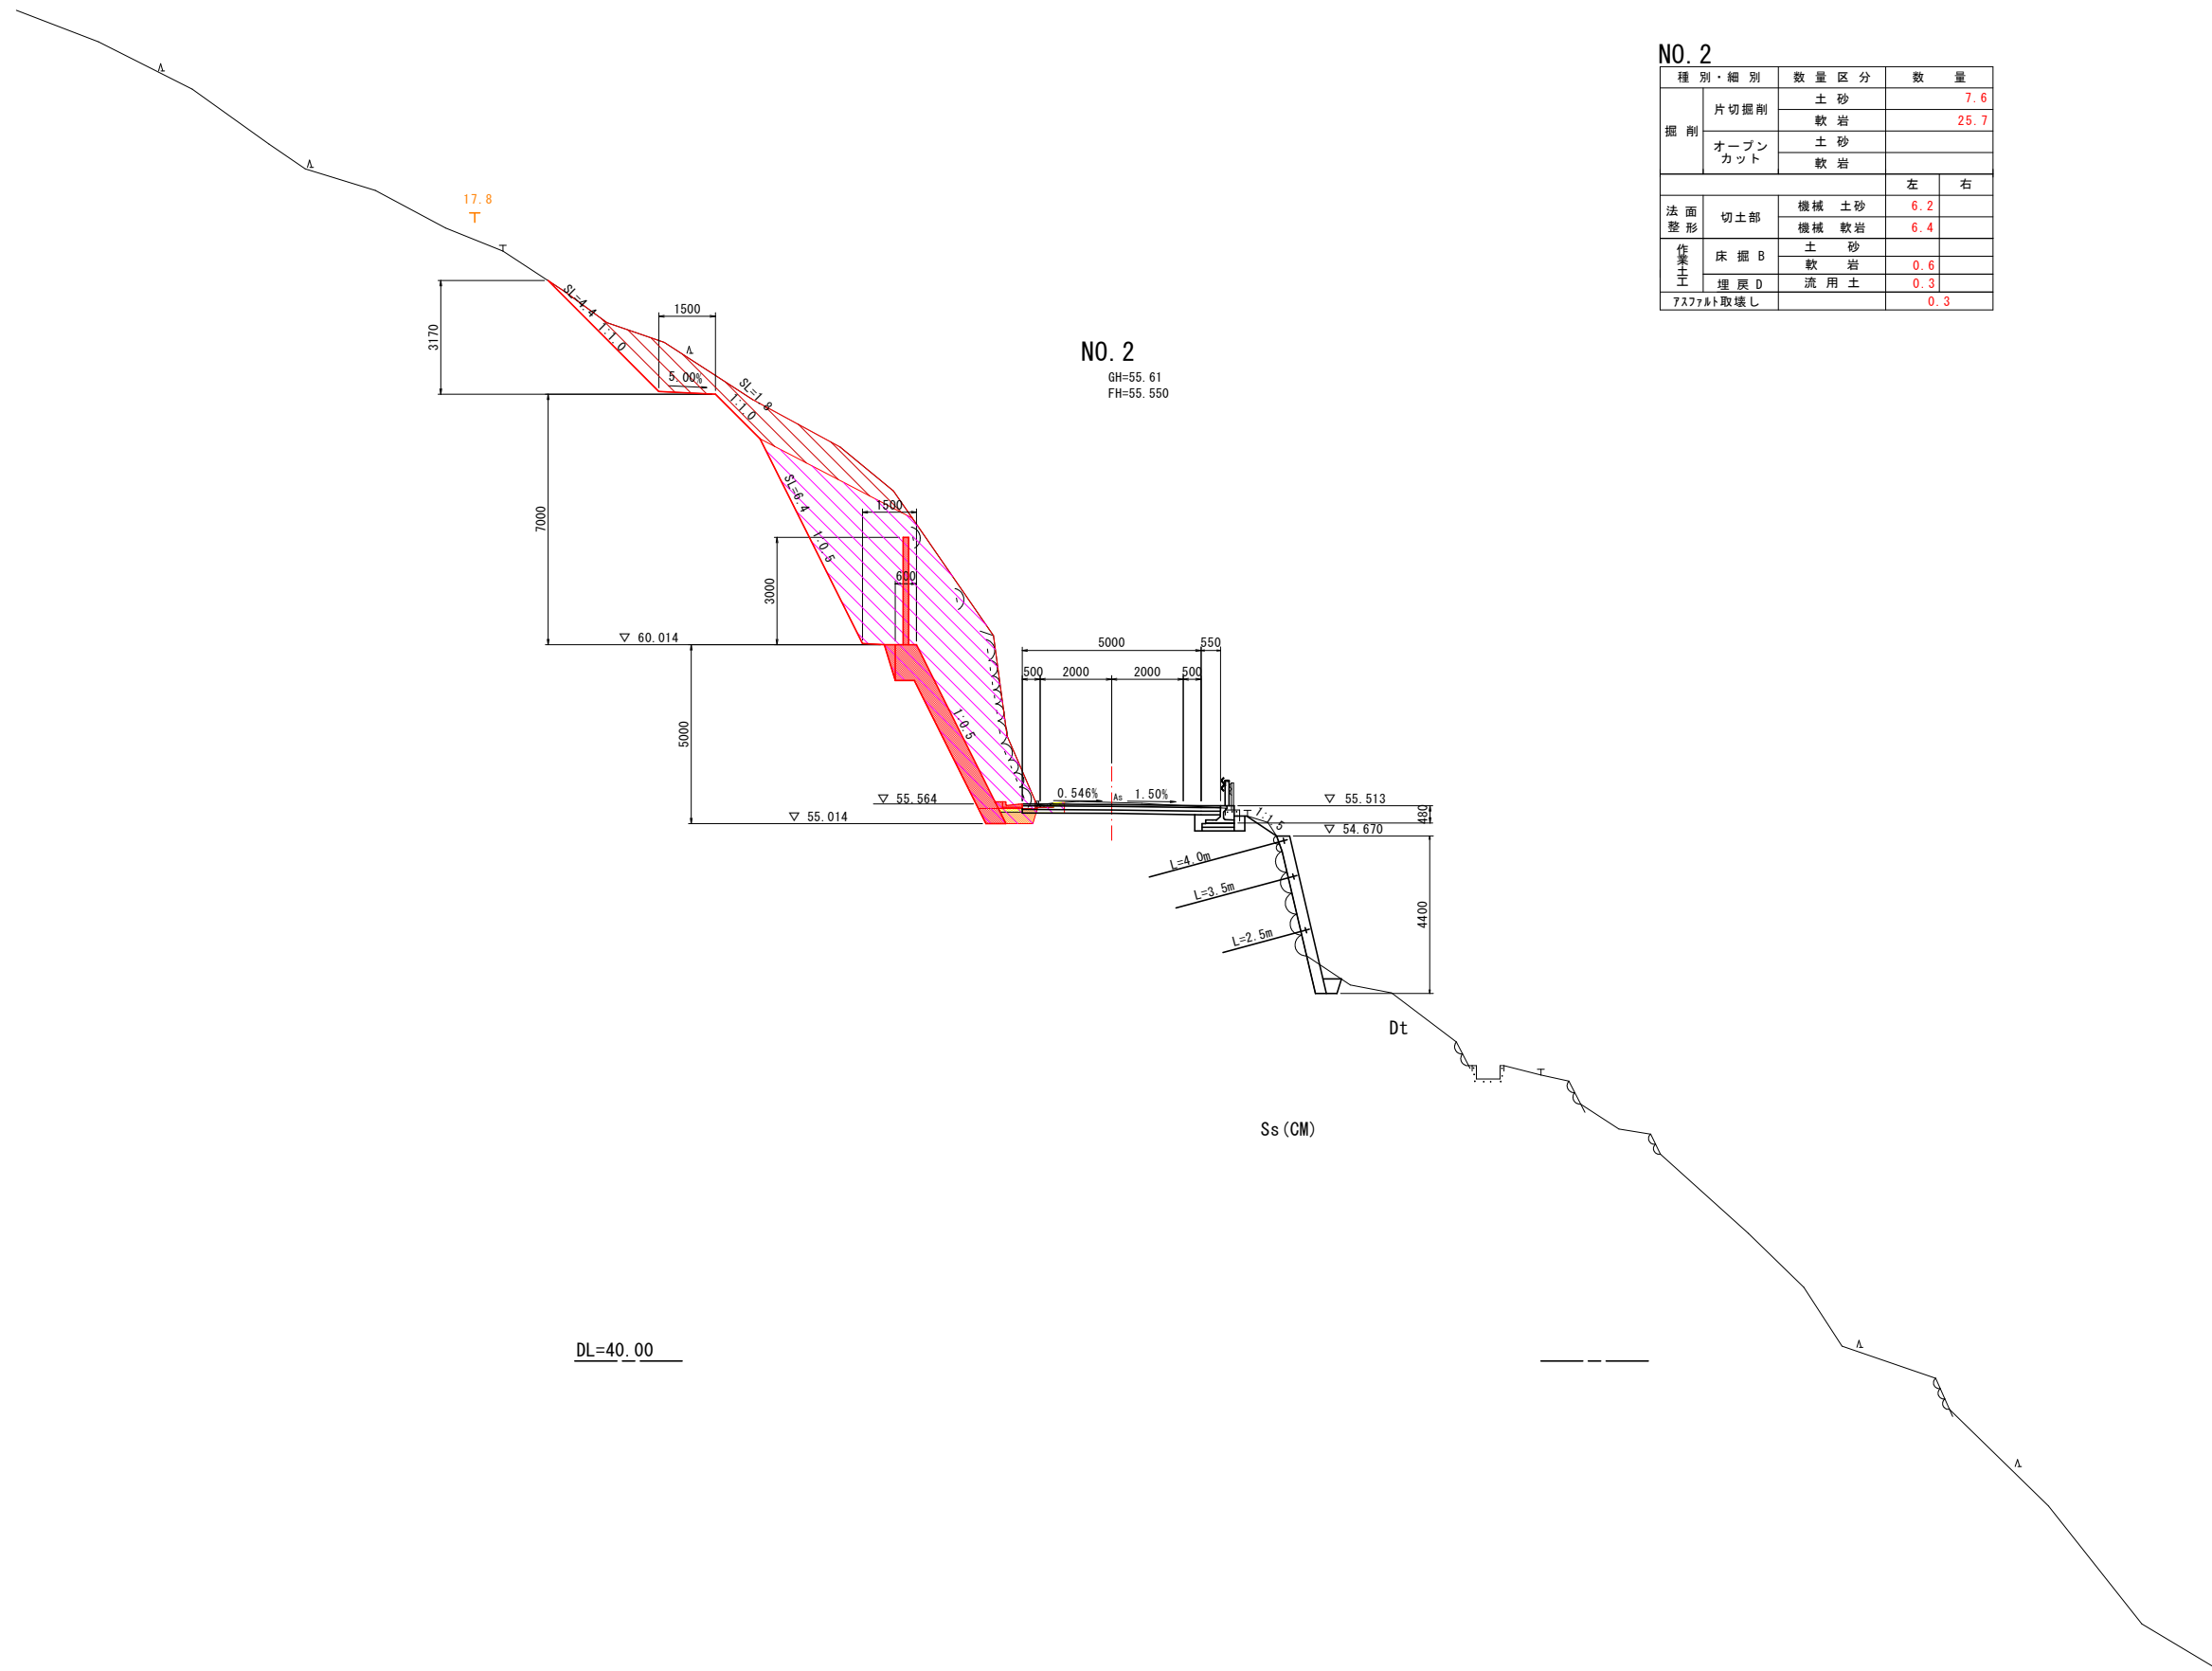 NO. 2
種 別・細 別 数 量 区 分 数 量
掘 削 片切掘削 土 砂 7.6
軟 岩 25.7
オープンカット 土 砂
軟 岩
左 右
法 面 整 形 切土部 機械 土砂 6.2
機械 軟岩 6.4
作業土工 床 掘 B 土 砂
軟 岩 0.6
埋 戻 D 流 用 土 0.3
ｱｽﾌｧﾙﾄ取壊し 0.3
17.8
SL=4.4
1:1.0
1500
3170
5.00%
SL=1.8
1:1.0
NO. 2
GH=55.61
FH=55.550
SL=6.4
1:0.5
7000
1500
600
3000
▽ 60.014
5000 550
500 2000 2000 500
5000
1:0.5
▽ 55.564
0.546% As 1.50%
▽ 55.014
▽ 55.513
480
1:1.5
▽ 54.670
L=4.0m
L=3.5m
L=2.5m
4400
Dt
Ss(CM)
DL=40.00